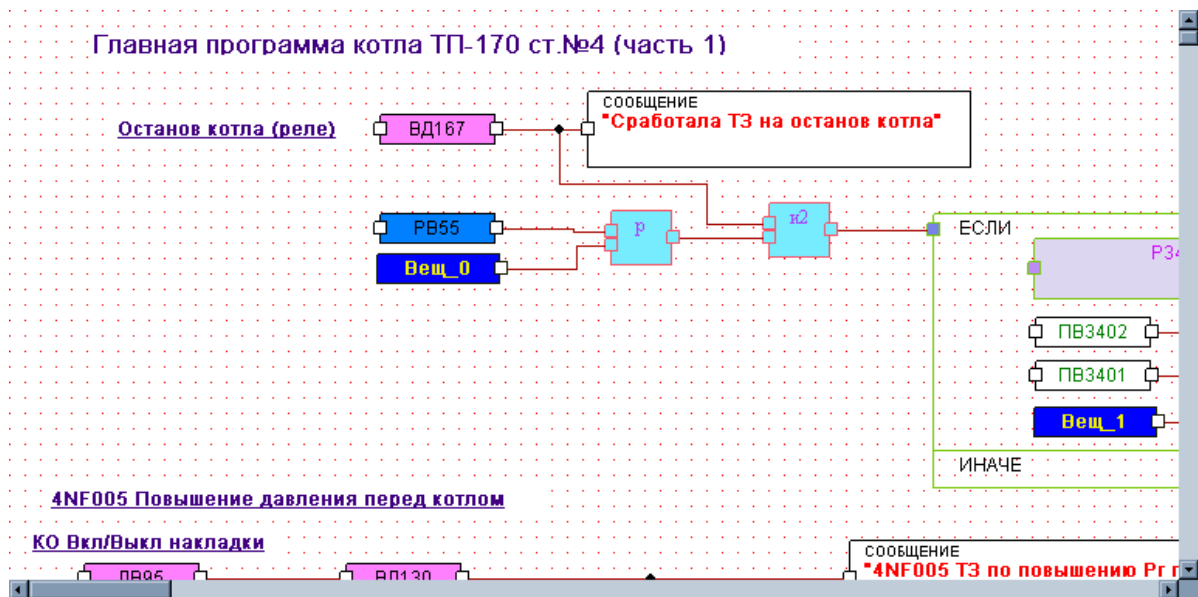 Главная программа котла ТП-170 ст.№4 (часть 1)
СООБЩЕНИЕ
Останов котла (реле)
ВД167
"Сработала ТЗ на останов котла"
РВ55
р
и2
ЕСЛИ
Вещ_0
РЗ4
ПВ3402
ПВ3401
Вещ_1
ИНАЧЕ
4NF005 Повышение давления перед котлом
КО Вкл/Выкл накладки
СООБЩЕНИЕ
ВД130
"4NF005 ТЗ по повышению Рг